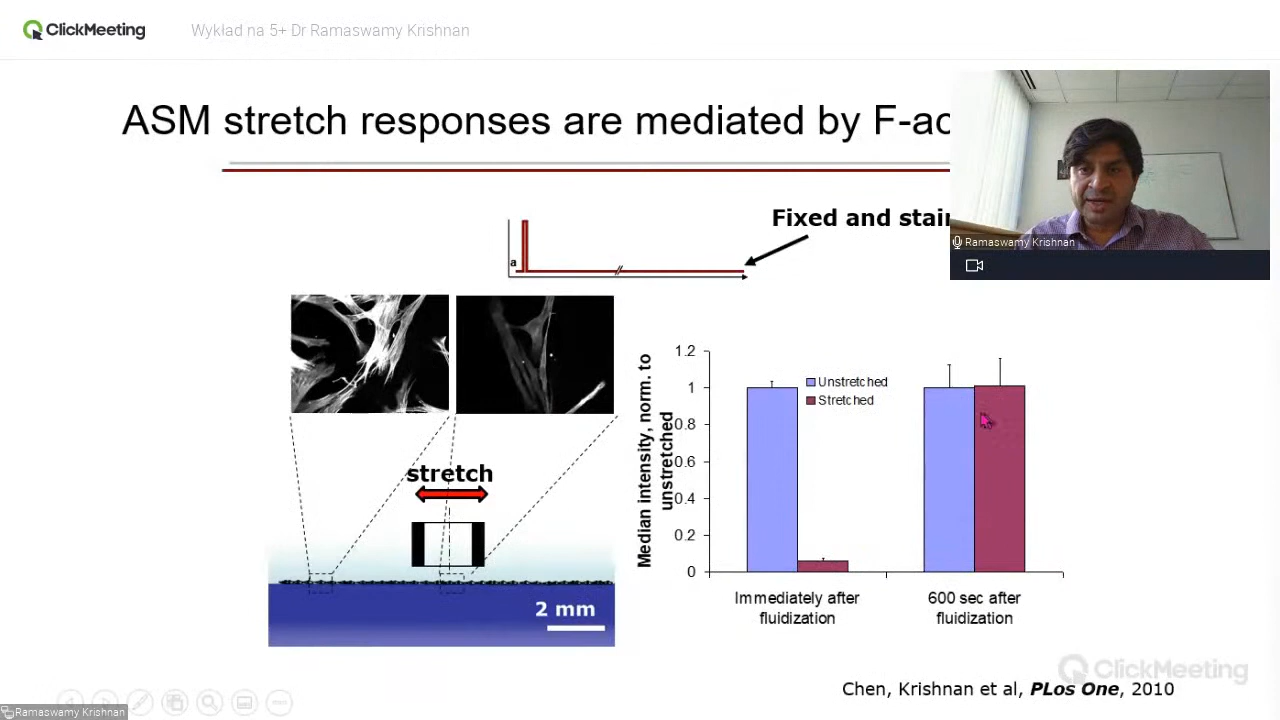 ClickMeeting
Wykład na 5+ Dr Ramaswamy Krishnan
ASM stretch responses are mediated by F-ac
Fixed and stain
a
Ramaswamy Krishnan
stretch
2 mm
Median intensity, norm. to
unstretched
1.2
1
0.8
0.6
0.4
0.2
0
Unstretched
Stretched
Immediately after
fluidization
600 sec after
fluidization
ClickMeeting
Chen, Krishnan et al, PLos One, 2010
Ramaswamy Krishnan